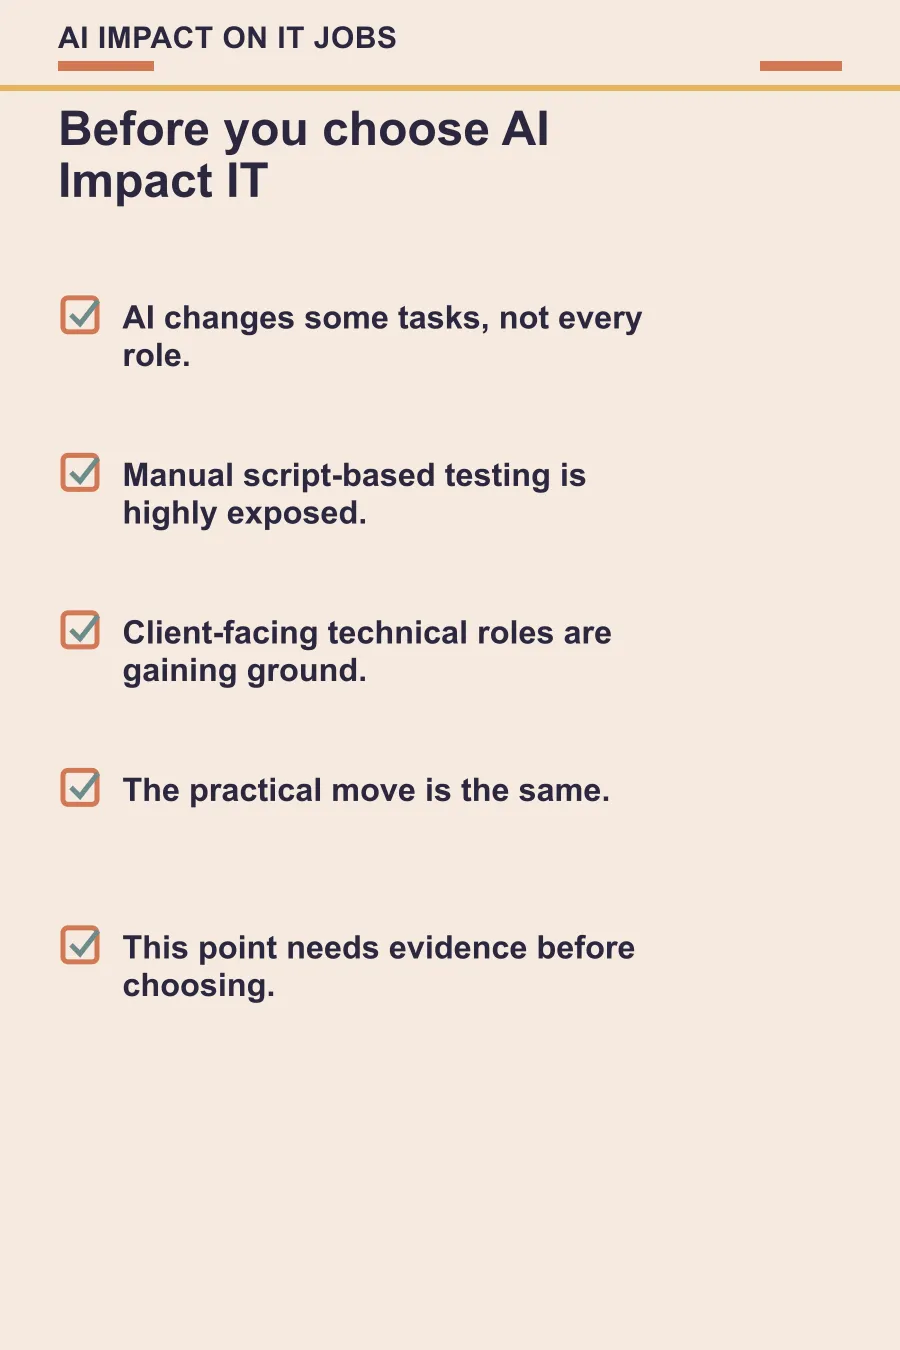 AI IMPACT ON IT JOBS
Before you choose AI
Impact IT
AI changes some tasks, not every
role.
Manual script-based testing is
highly exposed.
Client-facing technical roles are
gaining ground.
The practical move is the same.
This point needs evidence before
choosing.